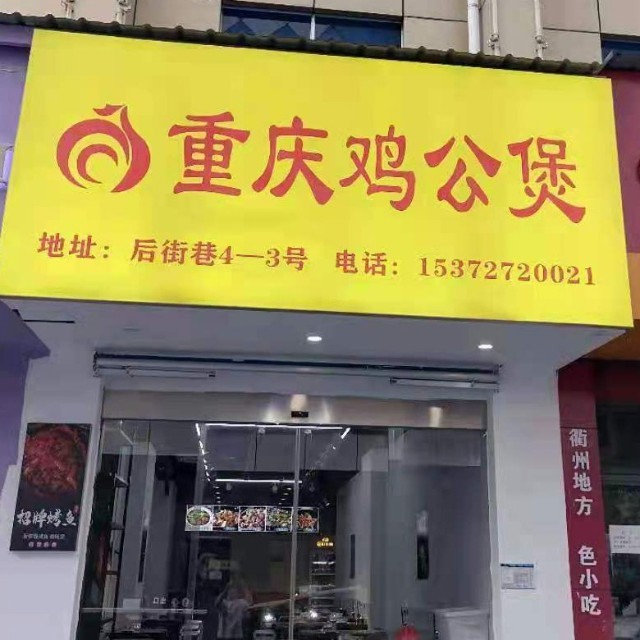 重庆鸡公煲
地址：后街巷4—3号 电话：15372720021
招牌烤鱼
衢州地方 色小吃